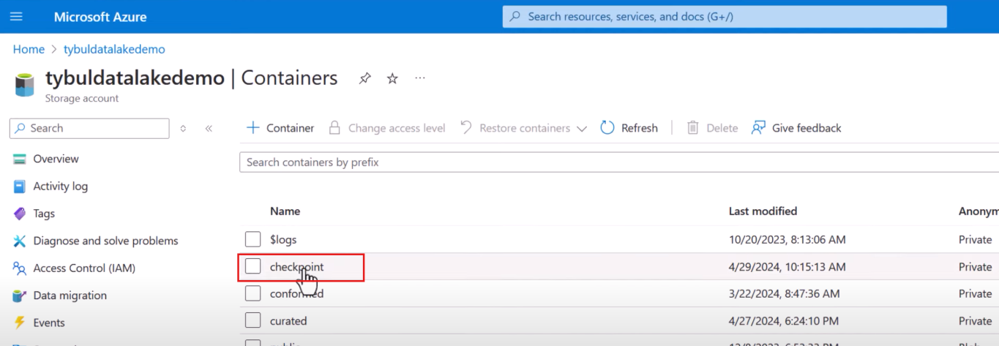 Microsoft Azure
Search resources, services, and docs (G+/)
Home > tybuldatalakedemo
tybuldatalakedemo | Containers
Storage account
Search
Container
Change access level
Restore containers
Refresh
Delete
Give feedback
Search containers by prefix
Overview
Activity log
Tags
Diagnose and solve problems
Access Control (IAM)
Data migration
Events
Name Last modified Anonym
$logs 10/20/2023, 8:13:06 AM Private
checkpoint 4/29/2024, 10:15:13 AM Private
conformed 3/22/2024, 8:47:36 AM Private
curated 4/27/2024, 6:24:10 PM Private